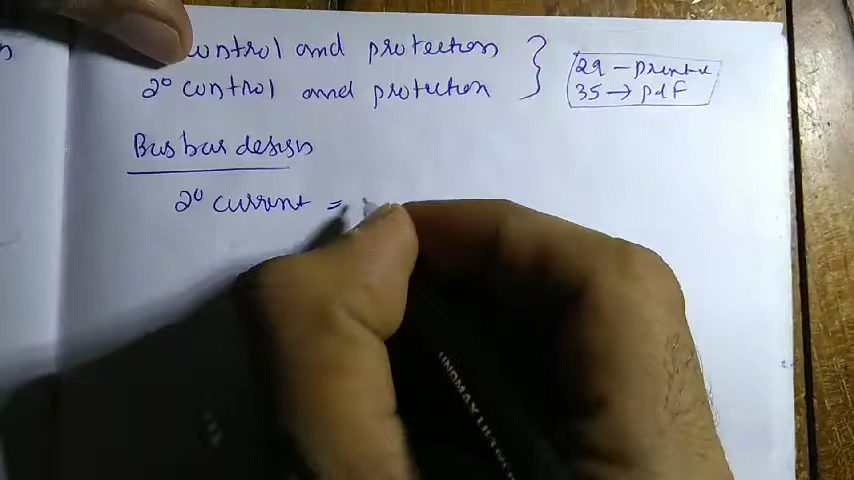 control and protection
2° control and protection
29 - printed
35 → pdf
Bus bar design
2° current =